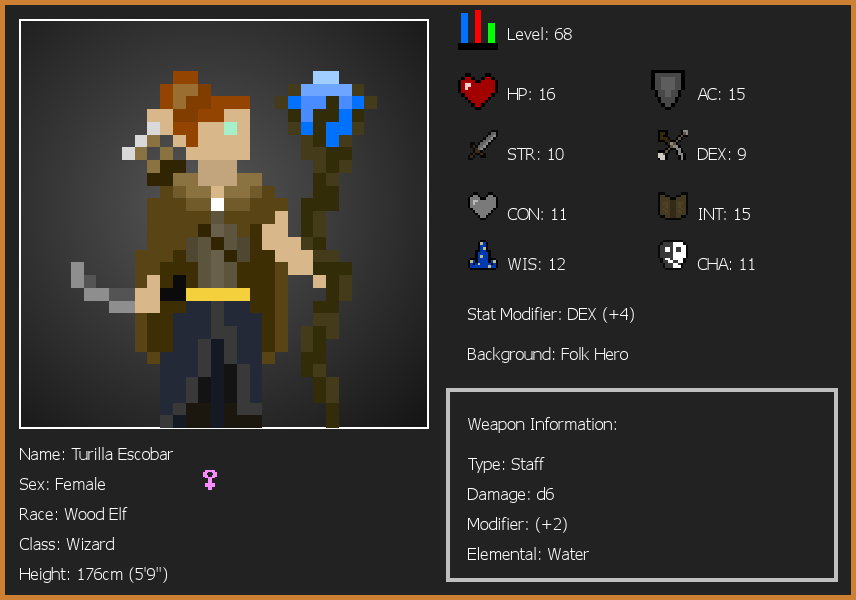 Level: 68
HP: 16
AC: 15
STR: 10
DEX: 9
CON: 11
INT: 15
WIS: 12
CHA: 11
Stat Modifier: DEX (+4)
Background: Folk Hero
Weapon Information:
Type: Staff
Damage: d6
Modifier: (+2)
Elemental: Water
Name: Turilla Escobar
Sex: Female
Race: Wood Elf
Class: Wizard
Height: 176cm (5'9")